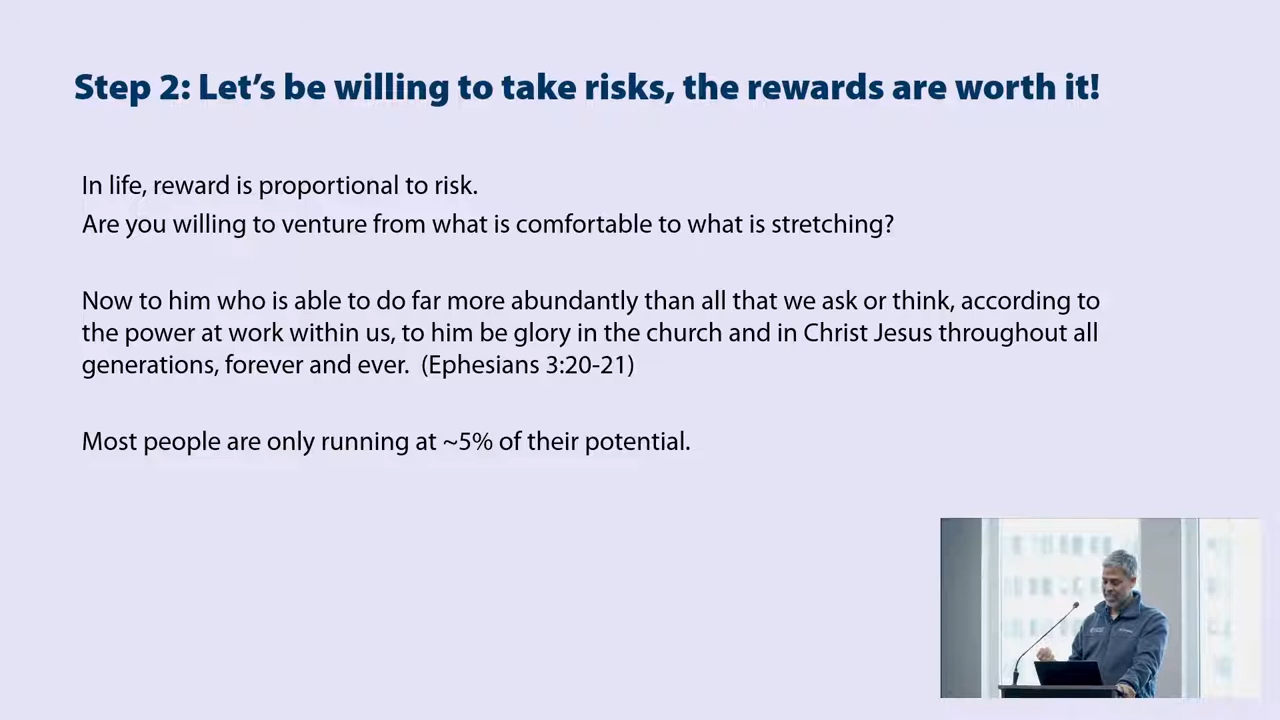 Step 2: Let’s be willing to take risks, the rewards are worth it!
In life, reward is proportional to risk.
Are you willing to venture from what is comfortable to what is stretching?
Now to him who is able to do far more abundantly than all that we ask or think, according to
the power at work within us, to him be glory in the church and in Christ Jesus throughout all
generations, forever and ever.  (Ephesians 3:20-21)
Most people are only running at ~5% of their potential.